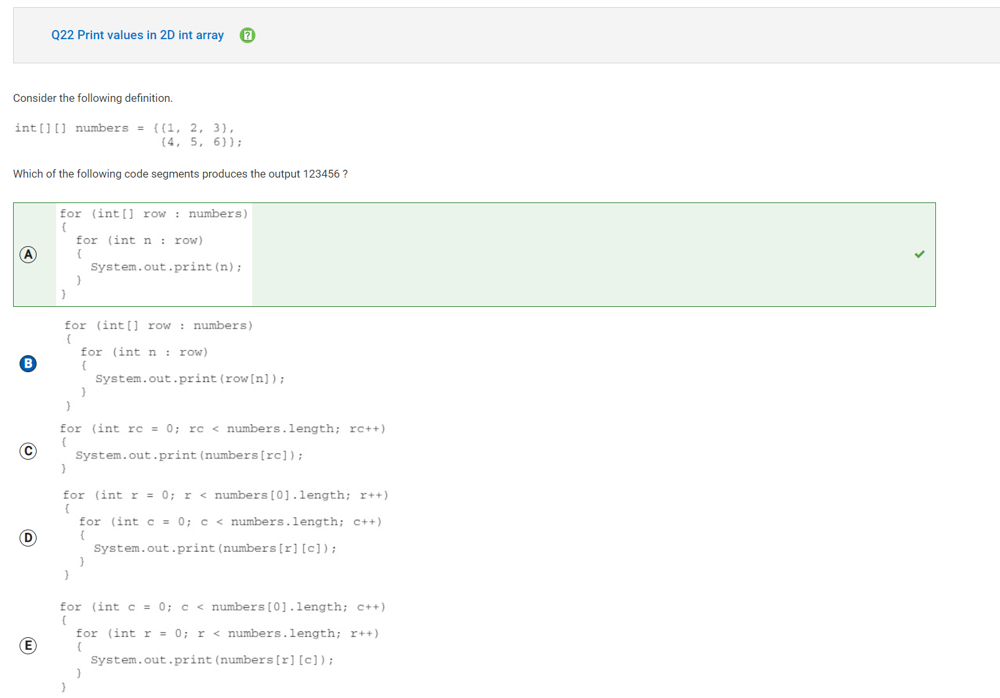 Q22 Print values in 2D int array
Consider the following definition.
int[][] numbers = {{1, 2, 3},
{4, 5, 6}};
Which of the following code segments produces the output 123456 ?
A
for (int[] row : numbers)
{
for (int n : row)
{
System.out.print(n);
}
}
B
for (int[] row : numbers)
{
for (int n : row)
{
System.out.print(row[n]);
}
}
C
for (int rc = 0; rc < numbers.length; rc++)
{
System.out.print(numbers[rc]);
}
D
for (int r = 0; r < numbers[0].length; r++)
{
for (int c = 0; c < numbers.length; c++)
{
System.out.print(numbers[r][c]);
}
}
E
for (int c = 0; c < numbers[0].length; c++)
{
for (int r = 0; r < numbers.length; r++)
{
System.out.print(numbers[r][c]);
}
}